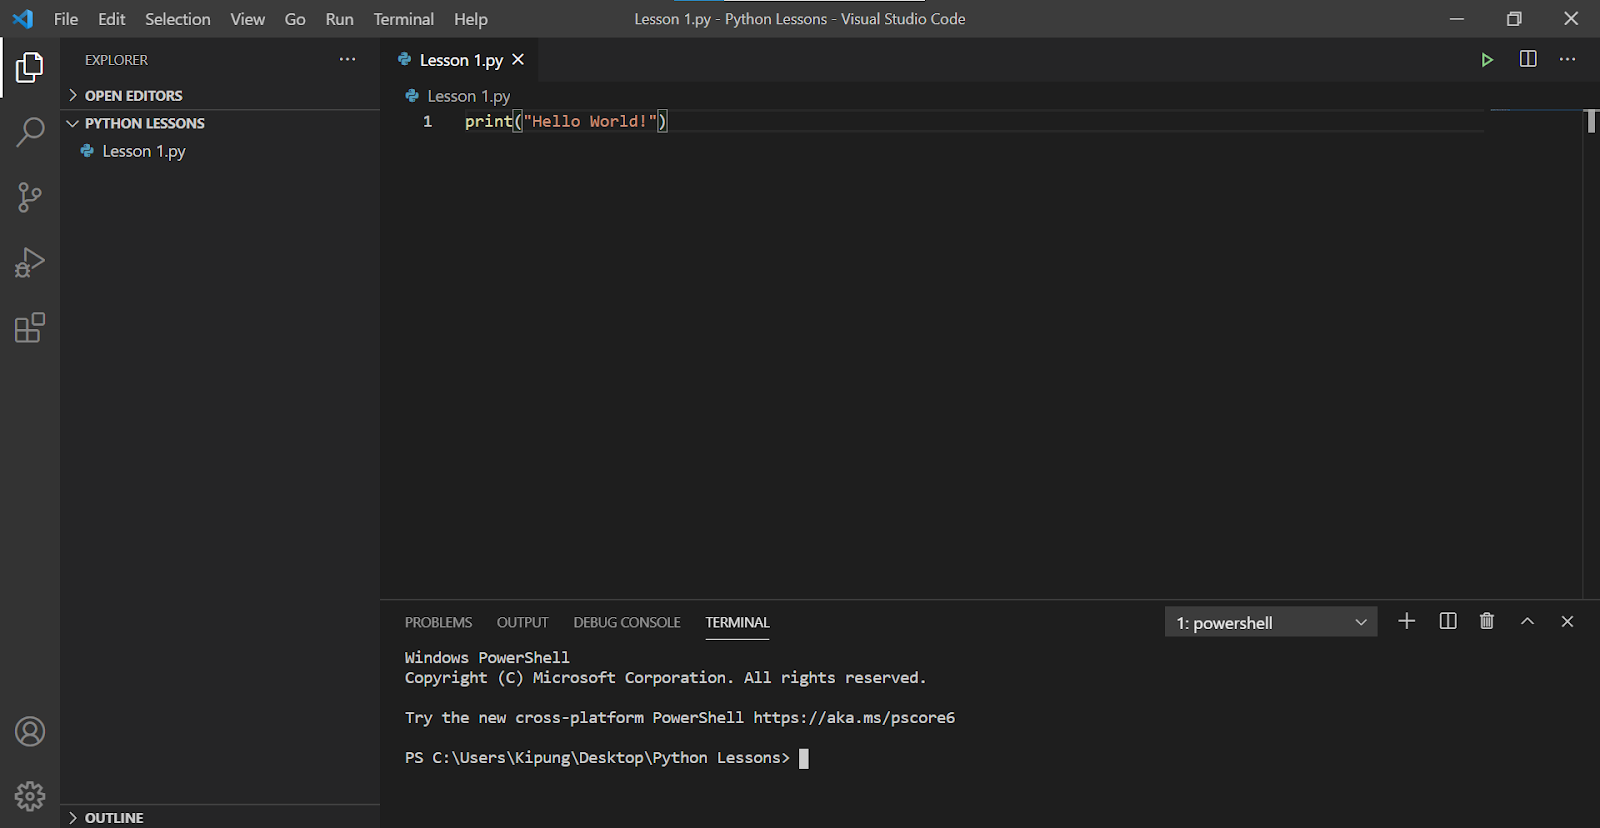 File Edit Selection View Go Run Terminal Help Lesson 1.py - Python Lessons - Visual Studio Code
EXPLORER
OPEN EDITORS
PYTHON LESSONS
Lesson 1.py
OUTLINE
Lesson 1.py
Lesson 1.py
1 print("Hello World!")
PROBLEMS OUTPUT DEBUG CONSOLE TERMINAL 1: powershell
Windows PowerShell
Copyright (C) Microsoft Corporation. All rights reserved.
Try the new cross-platform PowerShell https://aka.ms/pscore6
PS C:\Users\Kipung\Desktop\Python Lessons>